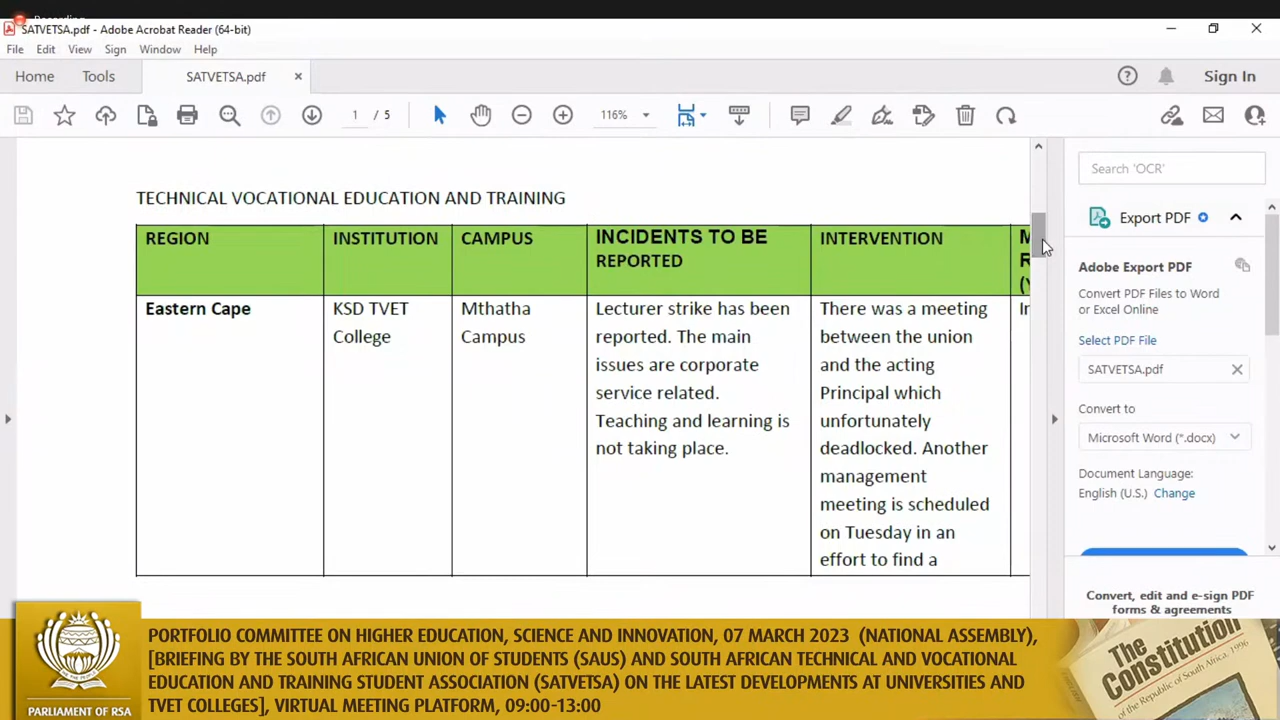 Recording
SATVETSA.pdf - Adobe Acrobat Reader (64-bit)
File Edit View Sign Window Help
Home Tools SATVETSA.pdf × Sign In
1 / 5 116%
TECHNICAL VOCATIONAL EDUCATION AND TRAINING
REGION INSTITUTION CAMPUS INCIDENTS TO BE REPORTED INTERVENTION
Eastern Cape
KSD TVET
College
Mthatha
Campus
Lecturer strike has been
reported. The main
issues are corporate
service related.
Teaching and learning is
not taking place.
There was a meeting
between the union
and the acting
Principal which
unfortunately
deadlocked. Another
management
meeting is scheduled
on Tuesday in an
effort to find a
Search 'OCR'
Export PDF
Adobe Export PDF
Convert PDF Files to Word
or Excel Online
Select PDF File
SATVETSA.pdf
Convert to
Microsoft Word (*.docx)
Document Language:
English (U.S.) Change
Convert, edit and e-sign PDF
forms & agreements
PORTFOLIO COMMITTEE ON HIGHER EDUCATION, SCIENCE AND INNOVATION, 07 MARCH 2023 (NATIONAL ASSEMBLY),
[BRIEFING BY THE SOUTH AFRICAN UNION OF STUDENTS (SAUS) AND SOUTH AFRICAN TECHNICAL AND VOCATIONAL
EDUCATION AND TRAINING STUDENT ASSOCIATION (SATVETSA) ON THE LATEST DEVELOPMENTS AT UNIVERSITIES AND
TVET COLLEGES], VIRTUAL MEETING PLATFORM, 09:00-13:00
PARLIAMENT OF RSA
The
Constitution
of the Republic of South Africa, 1996